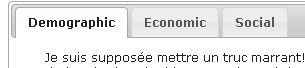 Demographic Economic Social
Je suis supposée mettre un truc marrant!